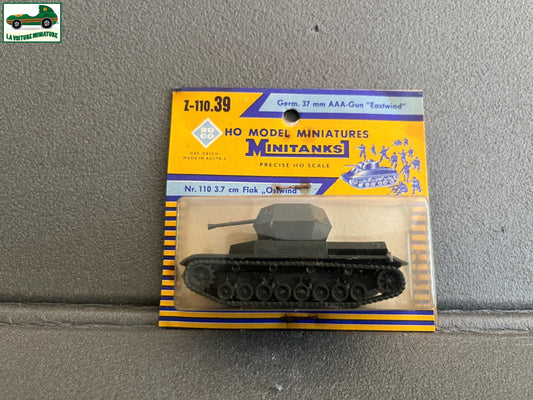 LA VOITURE MINIATURE
Z-110.39
Germ. 37 mm AAA-Gun "Eastwind"
RO
CO
GES. GESCH.
MADE IN AUSTRIA
HO MODEL MINIATURES
MINITANKS
PRECISE HO SCALE
Nr. 110 3.7 cm Flak „Ostwind"